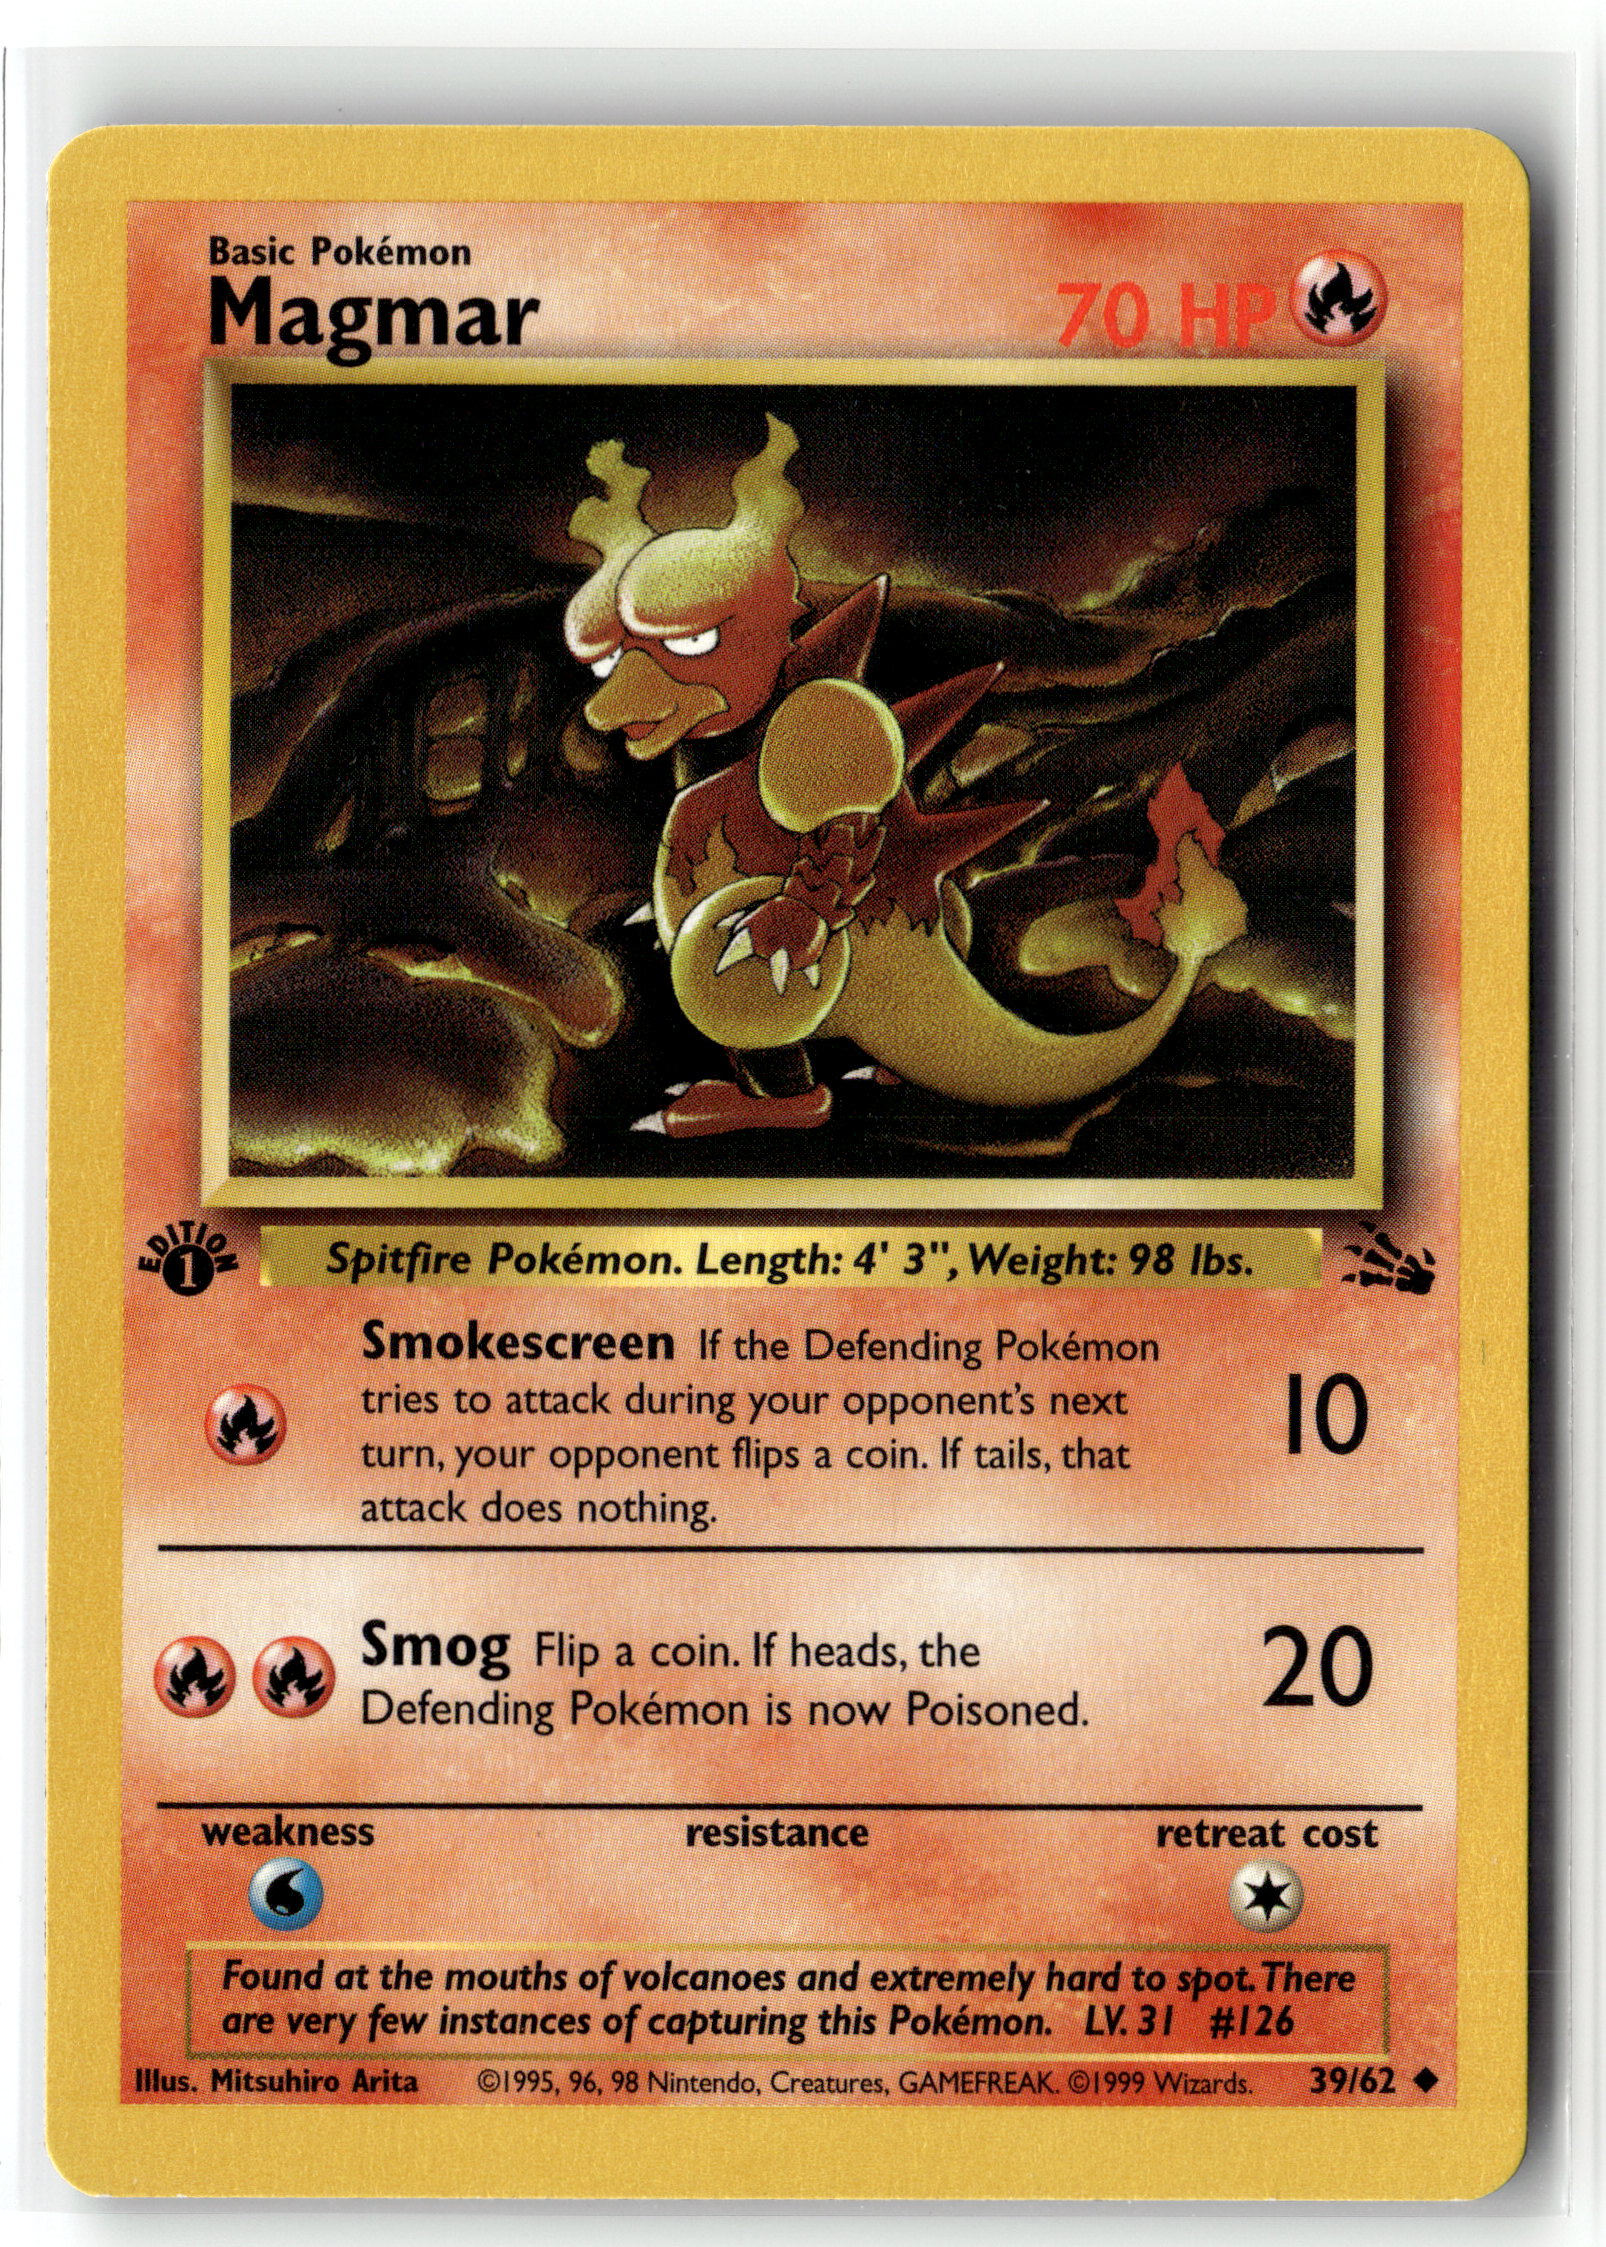 Basic Pokémon
Magmar
70 HP
EDITION
1
Spitfire Pokémon. Length: 4' 3", Weight: 98 lbs.
Smokescreen If the Defending Pokémon
tries to attack during your opponent's next
turn, your opponent flips a coin. If tails, that
attack does nothing.
10
Smog Flip a coin. If heads, the
Defending Pokémon is now Poisoned.
20
weakness
resistance
retreat cost
Found at the mouths of volcanoes and extremely hard to spot. There
are very few instances of capturing this Pokémon. LV. 31 #126
Illus. Mitsuhiro Arita ©1995, 96, 98 Nintendo, Creatures, GAMEFREAK. ©1999 Wizards. 39/62